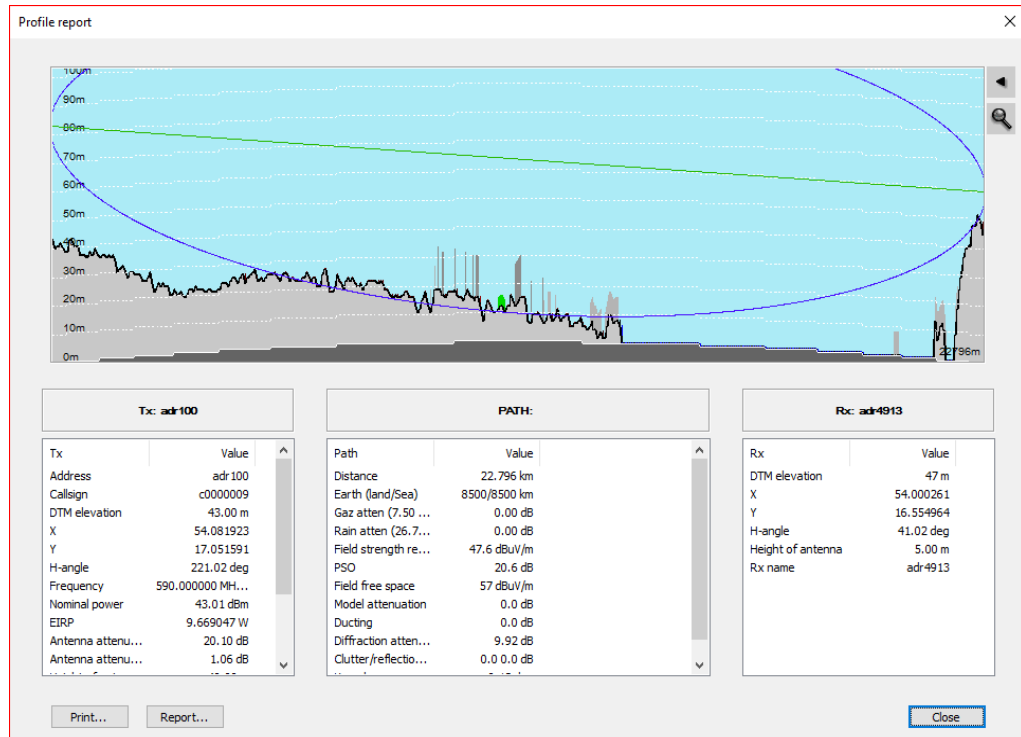 Profile report
100m
90m
80m
70m
60m
50m
40m
30m
20m
10m
0m
22796m
Tx: adr100
PATH:
Rx: adr4913
Tx Value
Address adr100
Callsign c0000009
DTM elevation 43.00 m
X 54.081923
Y 17.051591
H-angle 221.02 deg
Frequency 590.000000 MH...
Nominal power 43.01 dBm
EIRP 9.669047 W
Antenna attenu... 20.10 dB
Antenna attenu... 1.06 dB
Path Value
Distance 22.796 km
Earth (land/Sea) 8500/8500 km
Gaz atten (7.50 ... 0.00 dB
Rain atten (26.7... 0.00 dB
Field strength re... 47.6 dBuV/m
PSO 20.6 dB
Field free space 57 dBuV/m
Model attenuation 0.0 dB
Ducting 0.0 dB
Diffraction atten... 9.92 dB
Clutter/reflectio... 0.0 0.0 dB
Rx Value
DTM elevation 47 m
X 54.000261
Y 16.554964
H-angle 41.02 deg
Height of antenna 5.00 m
Rx name adr4913
Print...
Report...
Close